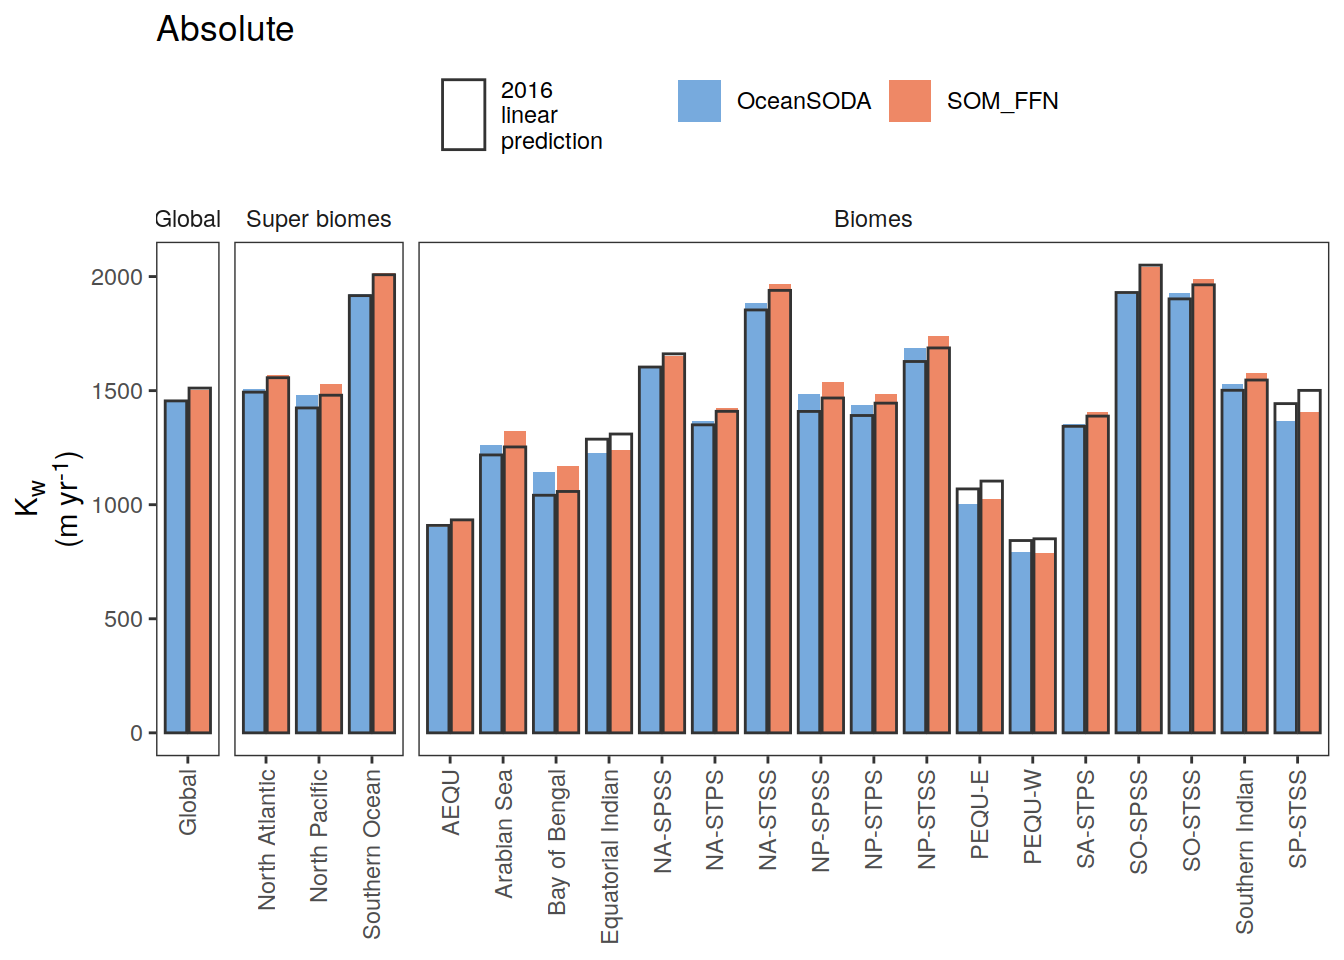 Absolute
2016
linear
prediction
OceanSODA
SOM_FFN
Global
Super biomes
Biomes
Kw
(m yr-1)
2000
1500
1000
500
0
Global
North Atlantic
North Pacific
Southern Ocean
AEQU
Arabian Sea
Bay of Bengal
Equatorial Indian
NA-SPSS
NA-STPS
NA-STSS
NP-SPSS
NP-STPS
NP-STSS
PEQU-E
PEQU-W
SA-STPS
SO-SPSS
SO-STSS
Southern Indian
SP-STSS